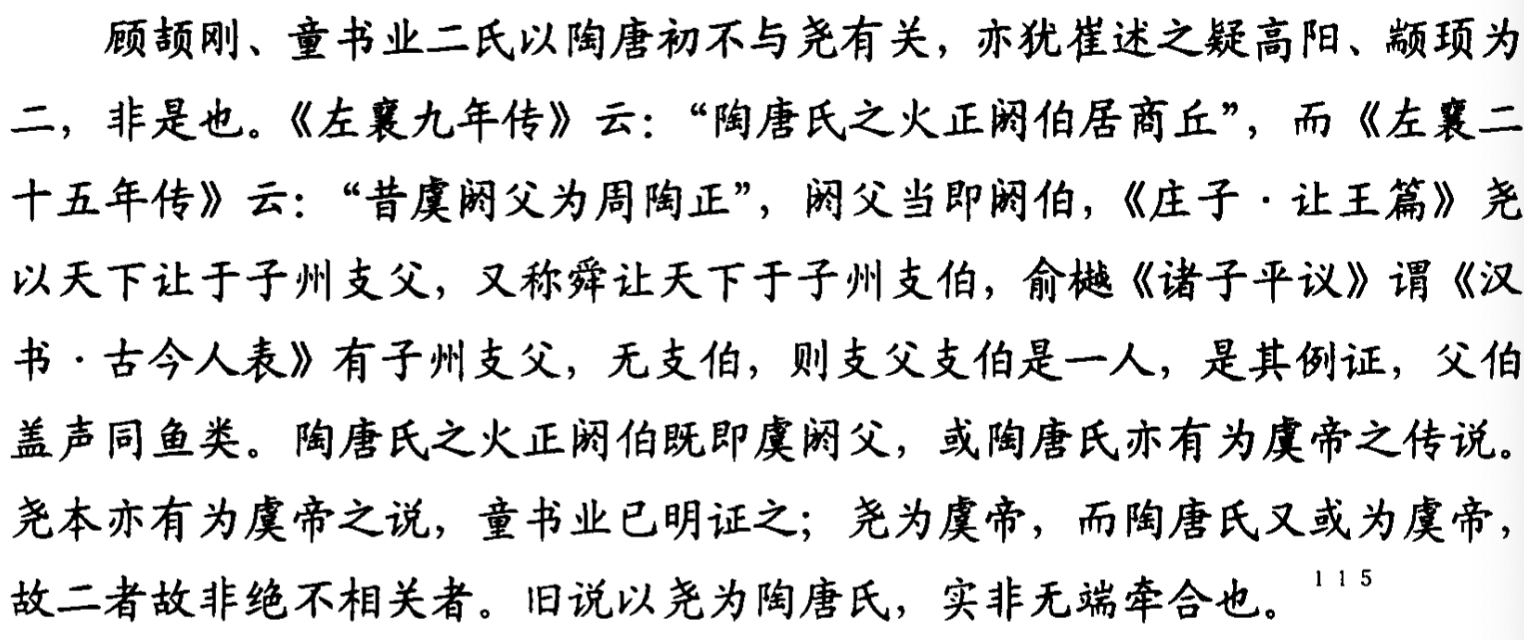 顾颉刚、童书业二氏以陶唐初不与尧有关，亦犹崔述之疑高阳、颛顼为
二，非是也。《左襄九年传》云：“陶唐氏之火正阏伯居商丘”，而《左襄二
十五年传》云：“昔虞阏父为周陶正”，阏父当即阏伯，《庄子·让王篇》尧
以天下让于子州支父，又称舜让天下于子州支伯，俞樾《诸子平议》谓《汉
书·古今人表》有子州支父，无支伯，则支父支伯是一人，是其例证，父伯
盖声同鱼类。陶唐氏之火正阏伯既即虞阏父，或陶唐氏亦有为虞帝之传说。
尧本亦有为虞帝之说，童书业已明证之；尧为虞帝，而陶唐氏又或为虞帝，
故二者故非绝不相关者。旧说以尧为陶唐氏，实非无端牵合也。115